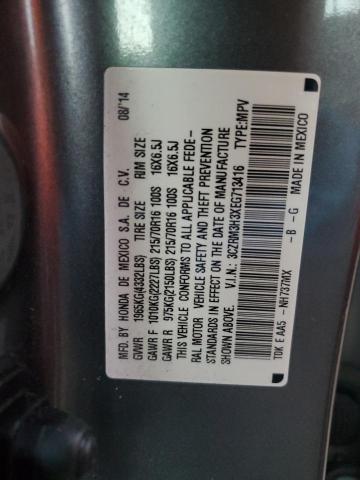 MFD. BY HONDA DE MEXICO S.A. DE C.V. 08/'14
GVWR 1965KG(4332LBS) TIRE SIZE RIM SIZE
GAWR F 1010KG(2227LBS) 215/70R16 100S 16X6.5J
GAWR R 975KG(2150LBS) 215/70R16 100S 16X6.5J
THIS VEHICLE CONFORMS TO ALL APPLICABLE FEDE-
RAL MOTOR VEHICLE SAFETY AND THEFT PREVENTION
STANDARDS IN EFFECT ON THE DATE OF MANUFACTURE
SHOWN ABOVE. V.I.N.: 3CZRM3H3XEG713416 TYPE:MPV
TDK E AA5 -NH737MX -B -G MADE IN MEXICO